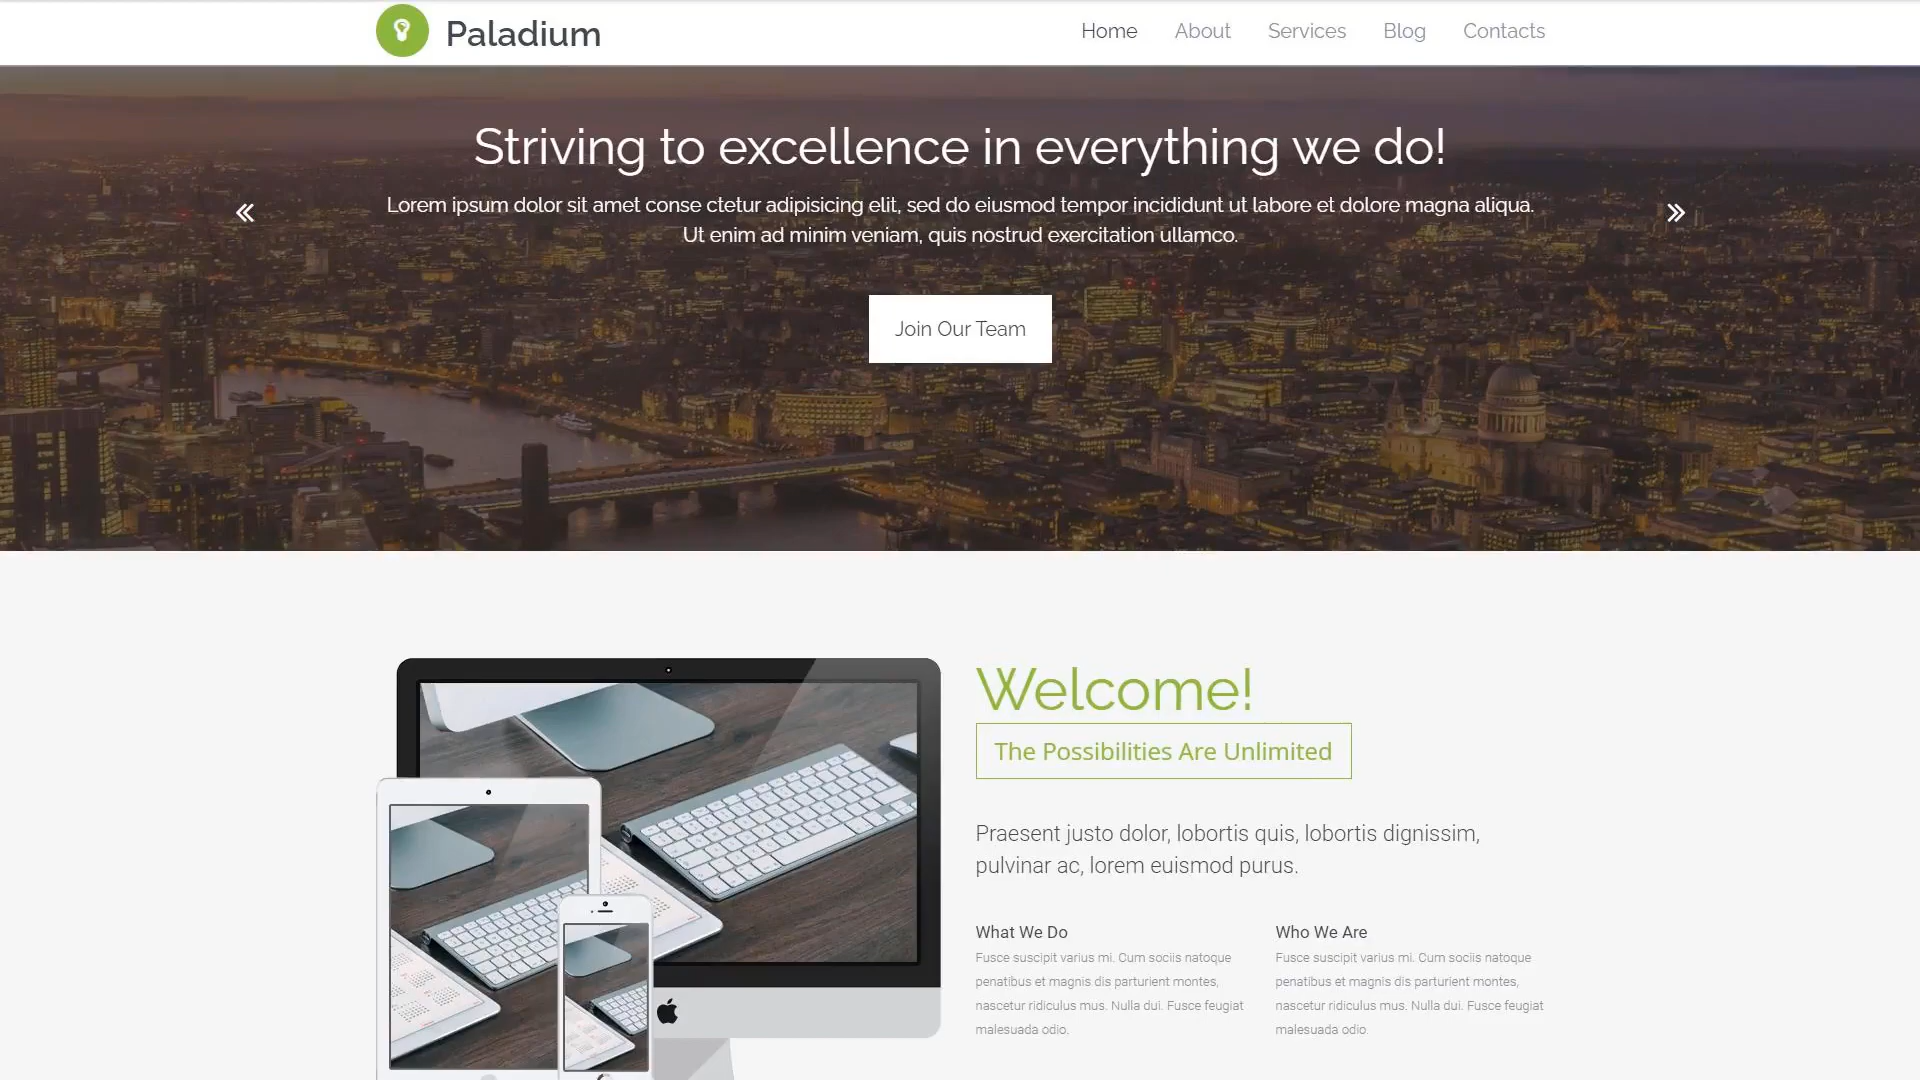 Paladium
Home About Services Blog Contacts
Striving to excellence in everything we do!
Lorem ipsum dolor sit amet conse ctetur adipisicing elit, sed do eiusmod tempor incididunt ut labore et dolore magna aliqua.
Ut enim ad minim veniam, quis nostrud exercitation ullamco.
Join Our Team
Welcome!
The Possibilities Are Unlimited
Praesent justo dolor, lobortis quis, lobortis dignissim,
pulvinar ac, lorem euismod purus.
What We Do
Fusce suscipit varius mi. Cum sociis natoque
penatibus et magnis dis parturient montes,
nascetur ridiculus mus. Nulla dui. Fusce feugiat
malesuada odio.
Who We Are
Fusce suscipit varius mi. Cum sociis natoque
penatibus et magnis dis parturient montes,
nascetur ridiculus mus. Nulla dui. Fusce feugiat
malesuada odio.